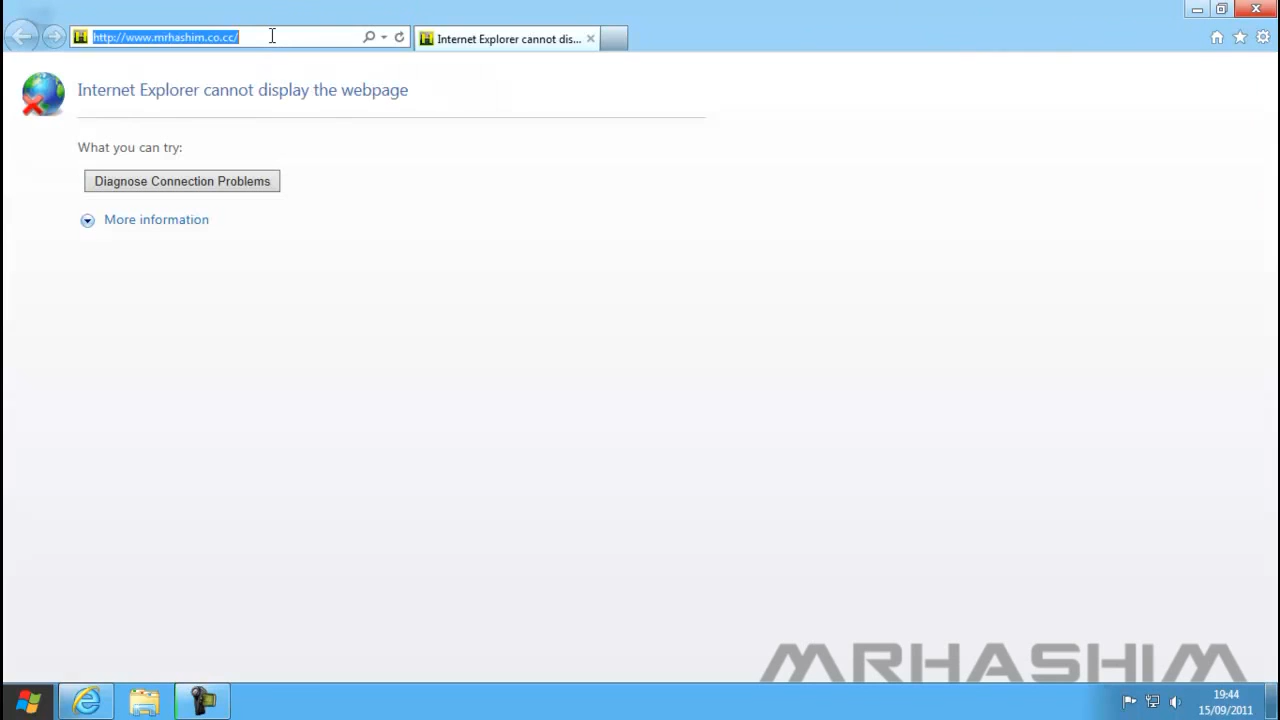 http://www.mrhashim.co.cc/
Internet Explorer cannot dis...
Internet Explorer cannot display the webpage
What you can try:
Diagnose Connection Problems
More information
MRHASHIM
19:44
15/09/2011